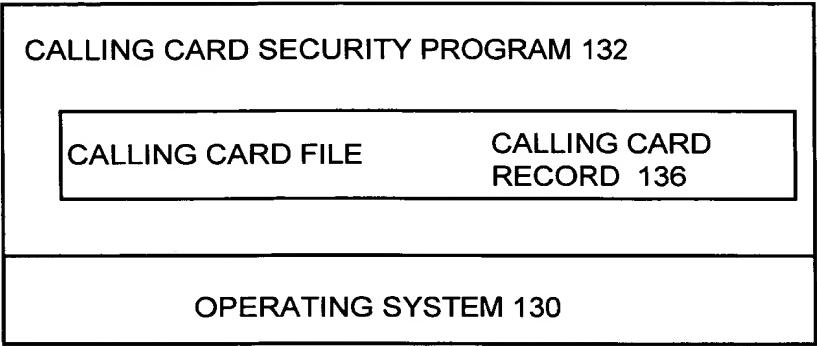 CALLING CARD SECURITY PROGRAM 132
CALLING CARD FILE
CALLING CARD
RECORD 136
OPERATING SYSTEM 130